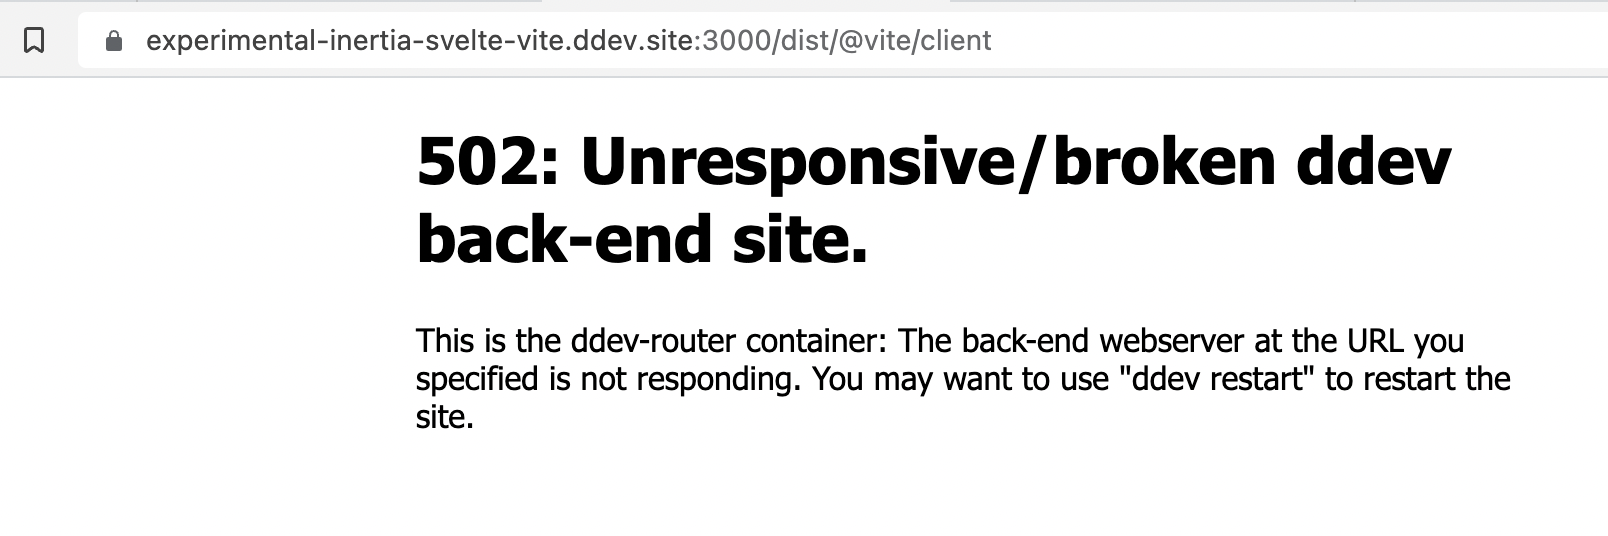 experimental-inertia-svelte-vite.ddev.site:3000/dist/@vite/client
502: Unresponsive/broken ddev
back-end site.
This is the ddev-router container: The back-end webserver at the URL you
specified is not responding. You may want to use "ddev restart" to restart the
site.